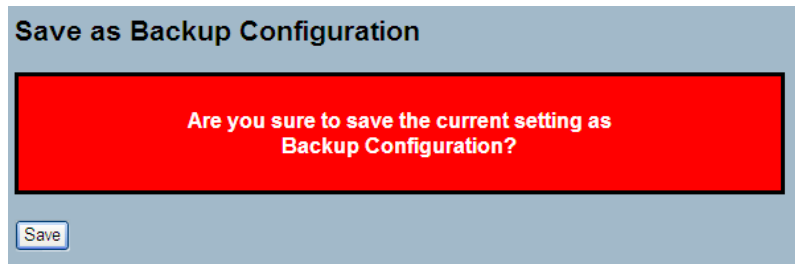 Save as Backup Configuration
Are you sure to save the current setting as
Backup Configuration?
Save